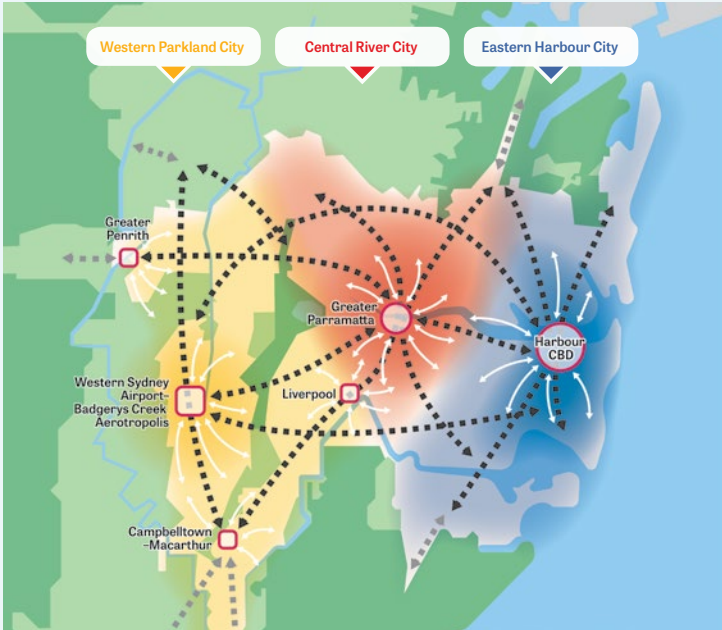 Western Parkland City
Central River City
Eastern Harbour City
Greater
Penrith
Greater
Parramatta
Harbour
CBD
Western Sydney
Airport–
Badgerys Creek
Aerotropolis
Liverpool
Campbelltown
–Macarthur